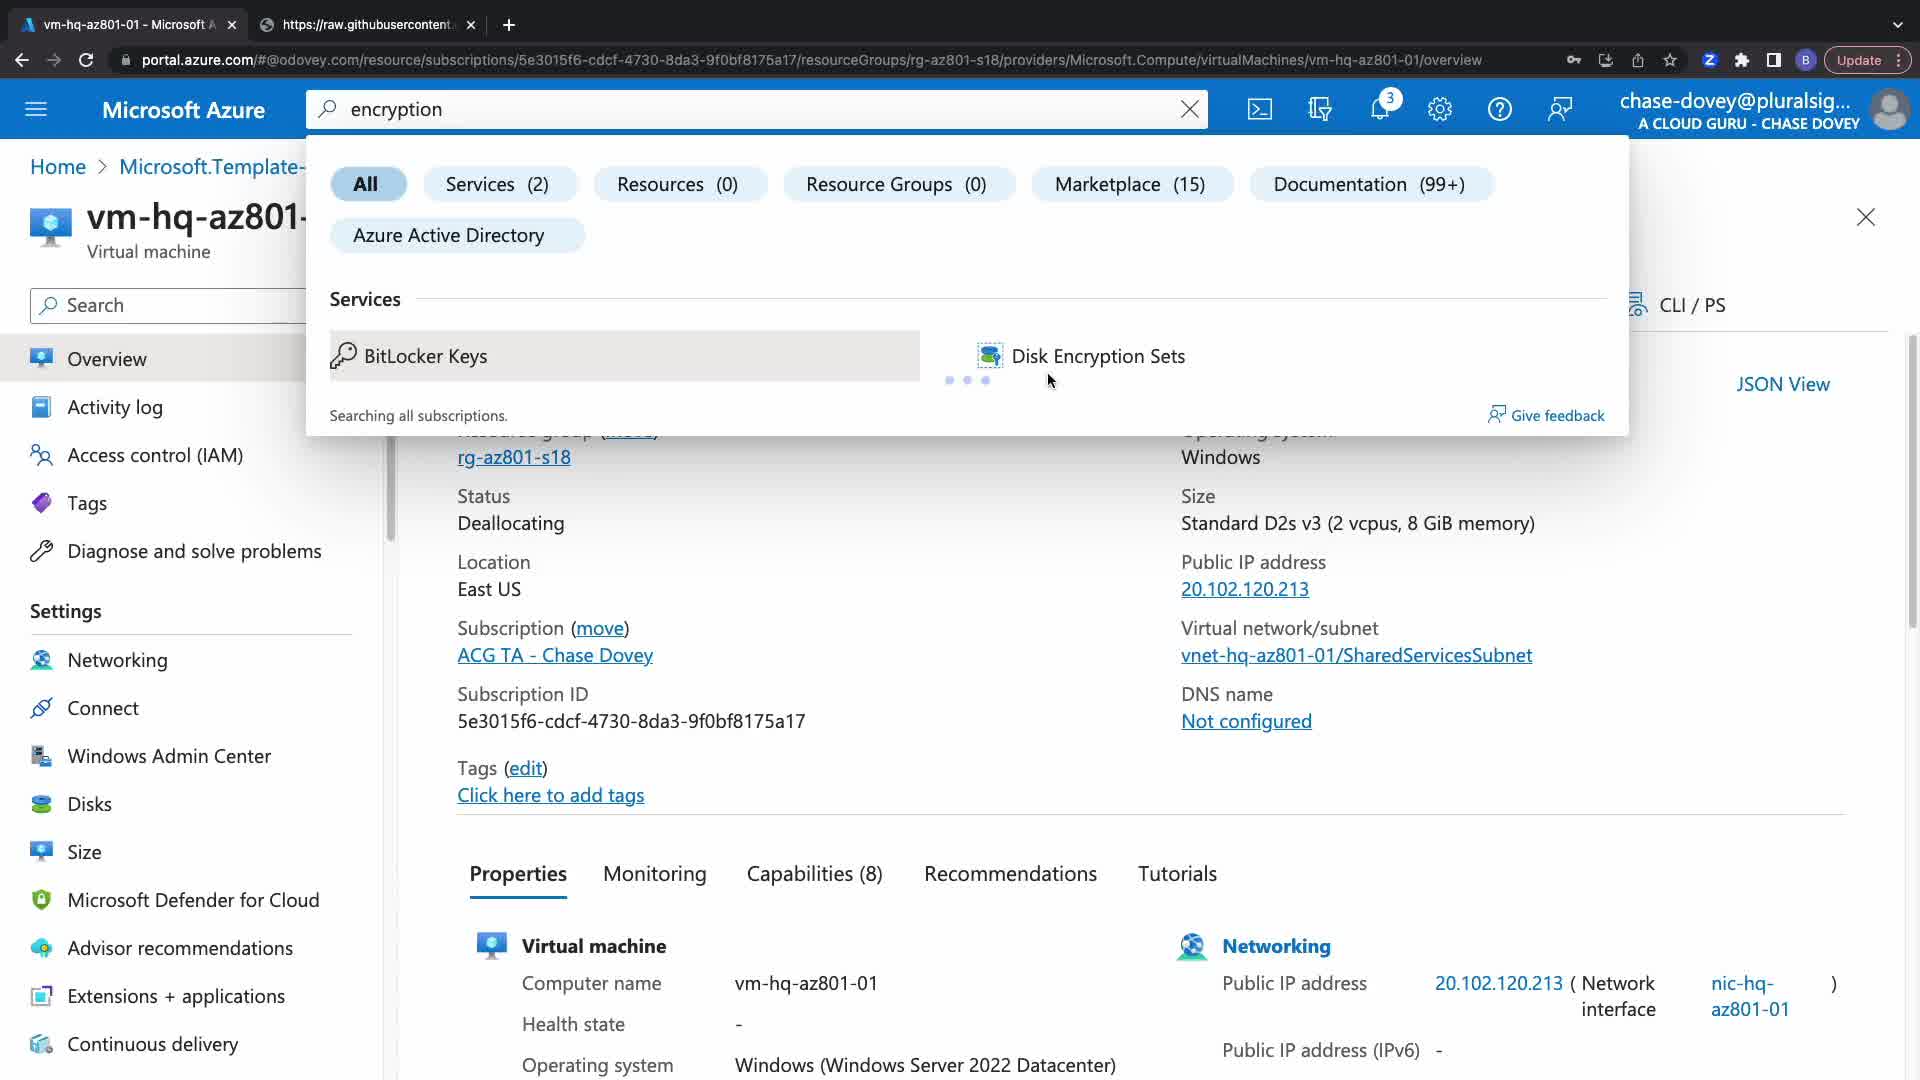 vm-hq-az801-01 - Microsoft A
https://raw.githubusercontent.
portal.azure.com/#@odovey.com/resource/subscriptions/5e3015f6-cdcf-4730-8da3-9f0bf8175a17/resourceGroups/rg-az801-s18/providers/Microsoft.Compute/virtualMachines/vm-hq-az801-01/overview
Z
B
Update
Microsoft Azure
encryption
3
chase-dovey@pluralsig...
A CLOUD GURU - CHASE DOVEY
Home > Microsoft.Template-
All
Services (2)
Resources (0)
Resource Groups (0)
Marketplace (15)
Documentation (99+)
Azure Active Directory
vm-hq-az801-
Virtual machine
Services
Search
BitLocker Keys
Disk Encryption Sets
Searching all subscriptions.
Give feedback
CLI / PS
JSON View
Overview
Activity log
Access control (IAM)
Tags
Diagnose and solve problems
Settings
Networking
Connect
Windows Admin Center
Disks
Size
Microsoft Defender for Cloud
Advisor recommendations
Extensions + applications
Continuous delivery
Resource group (move)
rg-az801-s18
Status
Deallocating
Location
East US
Subscription (move)
ACG TA - Chase Dovey
Subscription ID
5e3015f6-cdcf-4730-8da3-9f0bf8175a17
Tags (edit)
Click here to add tags
Operating system
Windows
Size
Standard D2s v3 (2 vcpus, 8 GiB memory)
Public IP address
20.102.120.213
Virtual network/subnet
vnet-hq-az801-01/SharedServicesSubnet
DNS name
Not configured
Properties
Monitoring
Capabilities (8)
Recommendations
Tutorials
Virtual machine
Computer name vm-hq-az801-01
Health state -
Operating system Windows (Windows Server 2022 Datacenter)
Networking
Public IP address 20.102.120.213 ( Network interface nic-hq-az801-01 )
Public IP address (IPv6) -